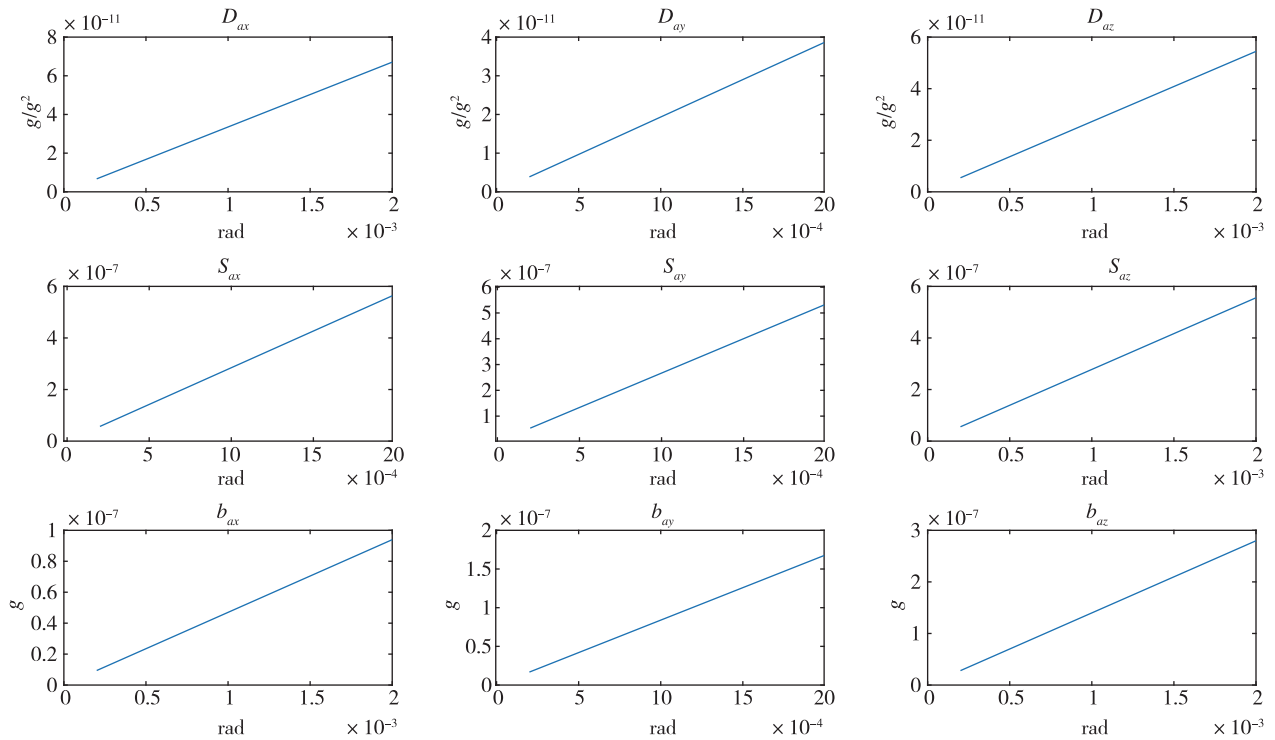 × 10⁻¹¹ D_ax
8
6
4
2
0
g/g²
0 0.5 1 1.5 2
rad × 10⁻³
× 10⁻¹¹ D_ay
4
3
2
1
0
g/g²
0 5 10 15 20
rad × 10⁻⁴
× 10⁻¹¹ D_az
6
4
2
0
g/g²
0 0.5 1 1.5 2
rad × 10⁻³
× 10⁻⁷ S_ax
6
4
2
0
0 5 10 15 20
rad × 10⁻⁴
× 10⁻⁷ S_ay
6
5
4
3
2
1
0 5 10 15 20
rad × 10⁻⁴
× 10⁻⁷ S_az
6
4
2
0
0 0.5 1 1.5 2
rad × 10⁻³
× 10⁻⁷ b_ax
1
0.8
0.6
0.4
0.2
0
g
0 0.5 1 1.5 2
rad × 10⁻³
× 10⁻⁷ b_ay
2
1.5
1
0.5
0
g
0 5 10 15 20
rad × 10⁻⁴
× 10⁻⁷ b_az
3
2
1
0
g
0 0.5 1 1.5 2
rad × 10⁻³